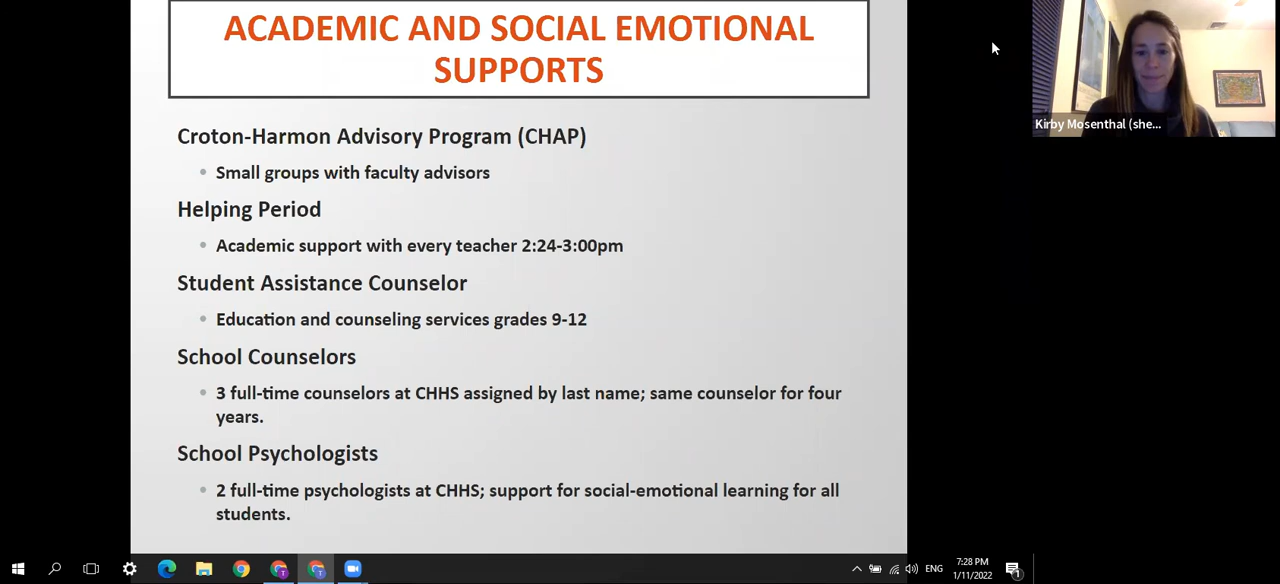 ACADEMIC AND SOCIAL EMOTIONAL
SUPPORTS
Kirby Mosenthal (she...
Croton-Harmon Advisory Program (CHAP)
Small groups with faculty advisors
Helping Period
Academic support with every teacher 2:24-3:00pm
Student Assistance Counselor
Education and counseling services grades 9-12
School Counselors
3 full-time counselors at CHHS assigned by last name; same counselor for four
years.
School Psychologists
2 full-time psychologists at CHHS; support for social-emotional learning for all
students.
ENG
7:28 PM
1/11/2022
1